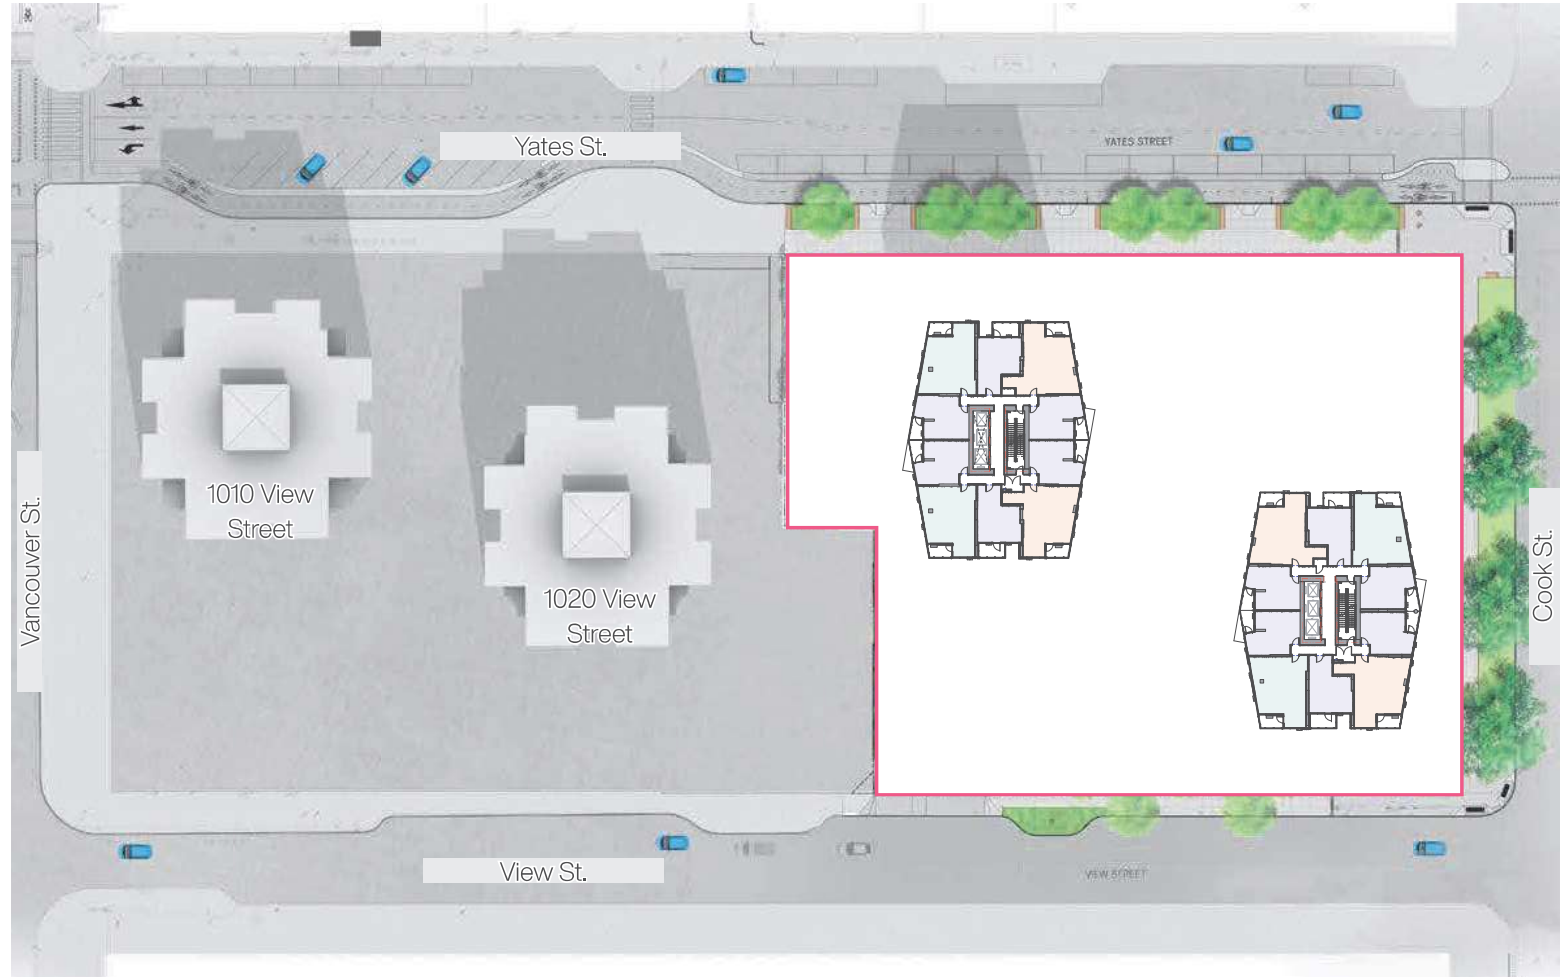 Yates St.
YATES STREET
1010 View
Street
1020 View
Street
Vancouver St.
Cook St.
View St.
VIEW STREET